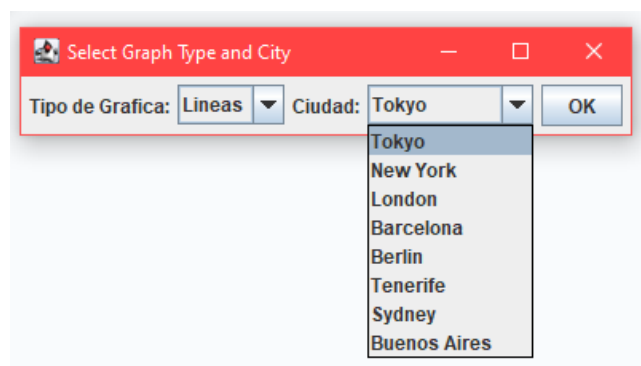 Select Graph Type and City
Tipo de Grafica: Lineas Ciudad: Tokyo OK
Tokyo
New York
London
Barcelona
Berlin
Tenerife
Sydney
Buenos Aires